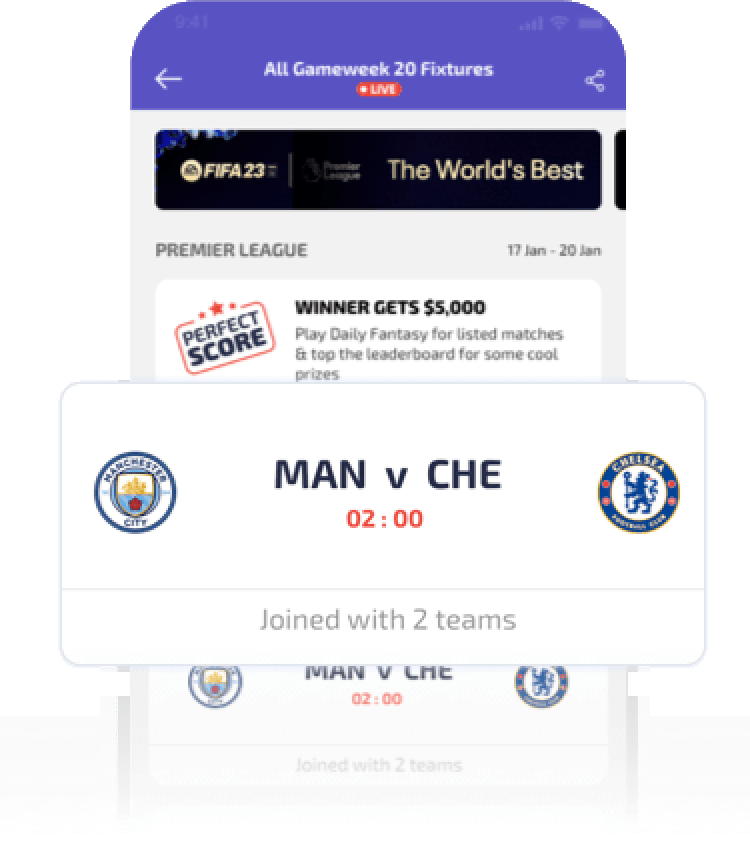 9:41
All Gameweek 20 Fixtures
LIVE
FIFA 23
Premier
League
The World's Best
PREMIER LEAGUE
17 Jan - 20 Jan
PERFECT
SCORE
WINNER GETS $5,000
Play Daily Fantasy for listed matches
& top the leaderboard for some cool
prizes
MANCHESTER
CITY
MAN v CHE
02 : 00
CHELSEA
FOOTBALL CLUB
Joined with 2 teams
MAN v CHE
02 : 00
Joined with 2 teams